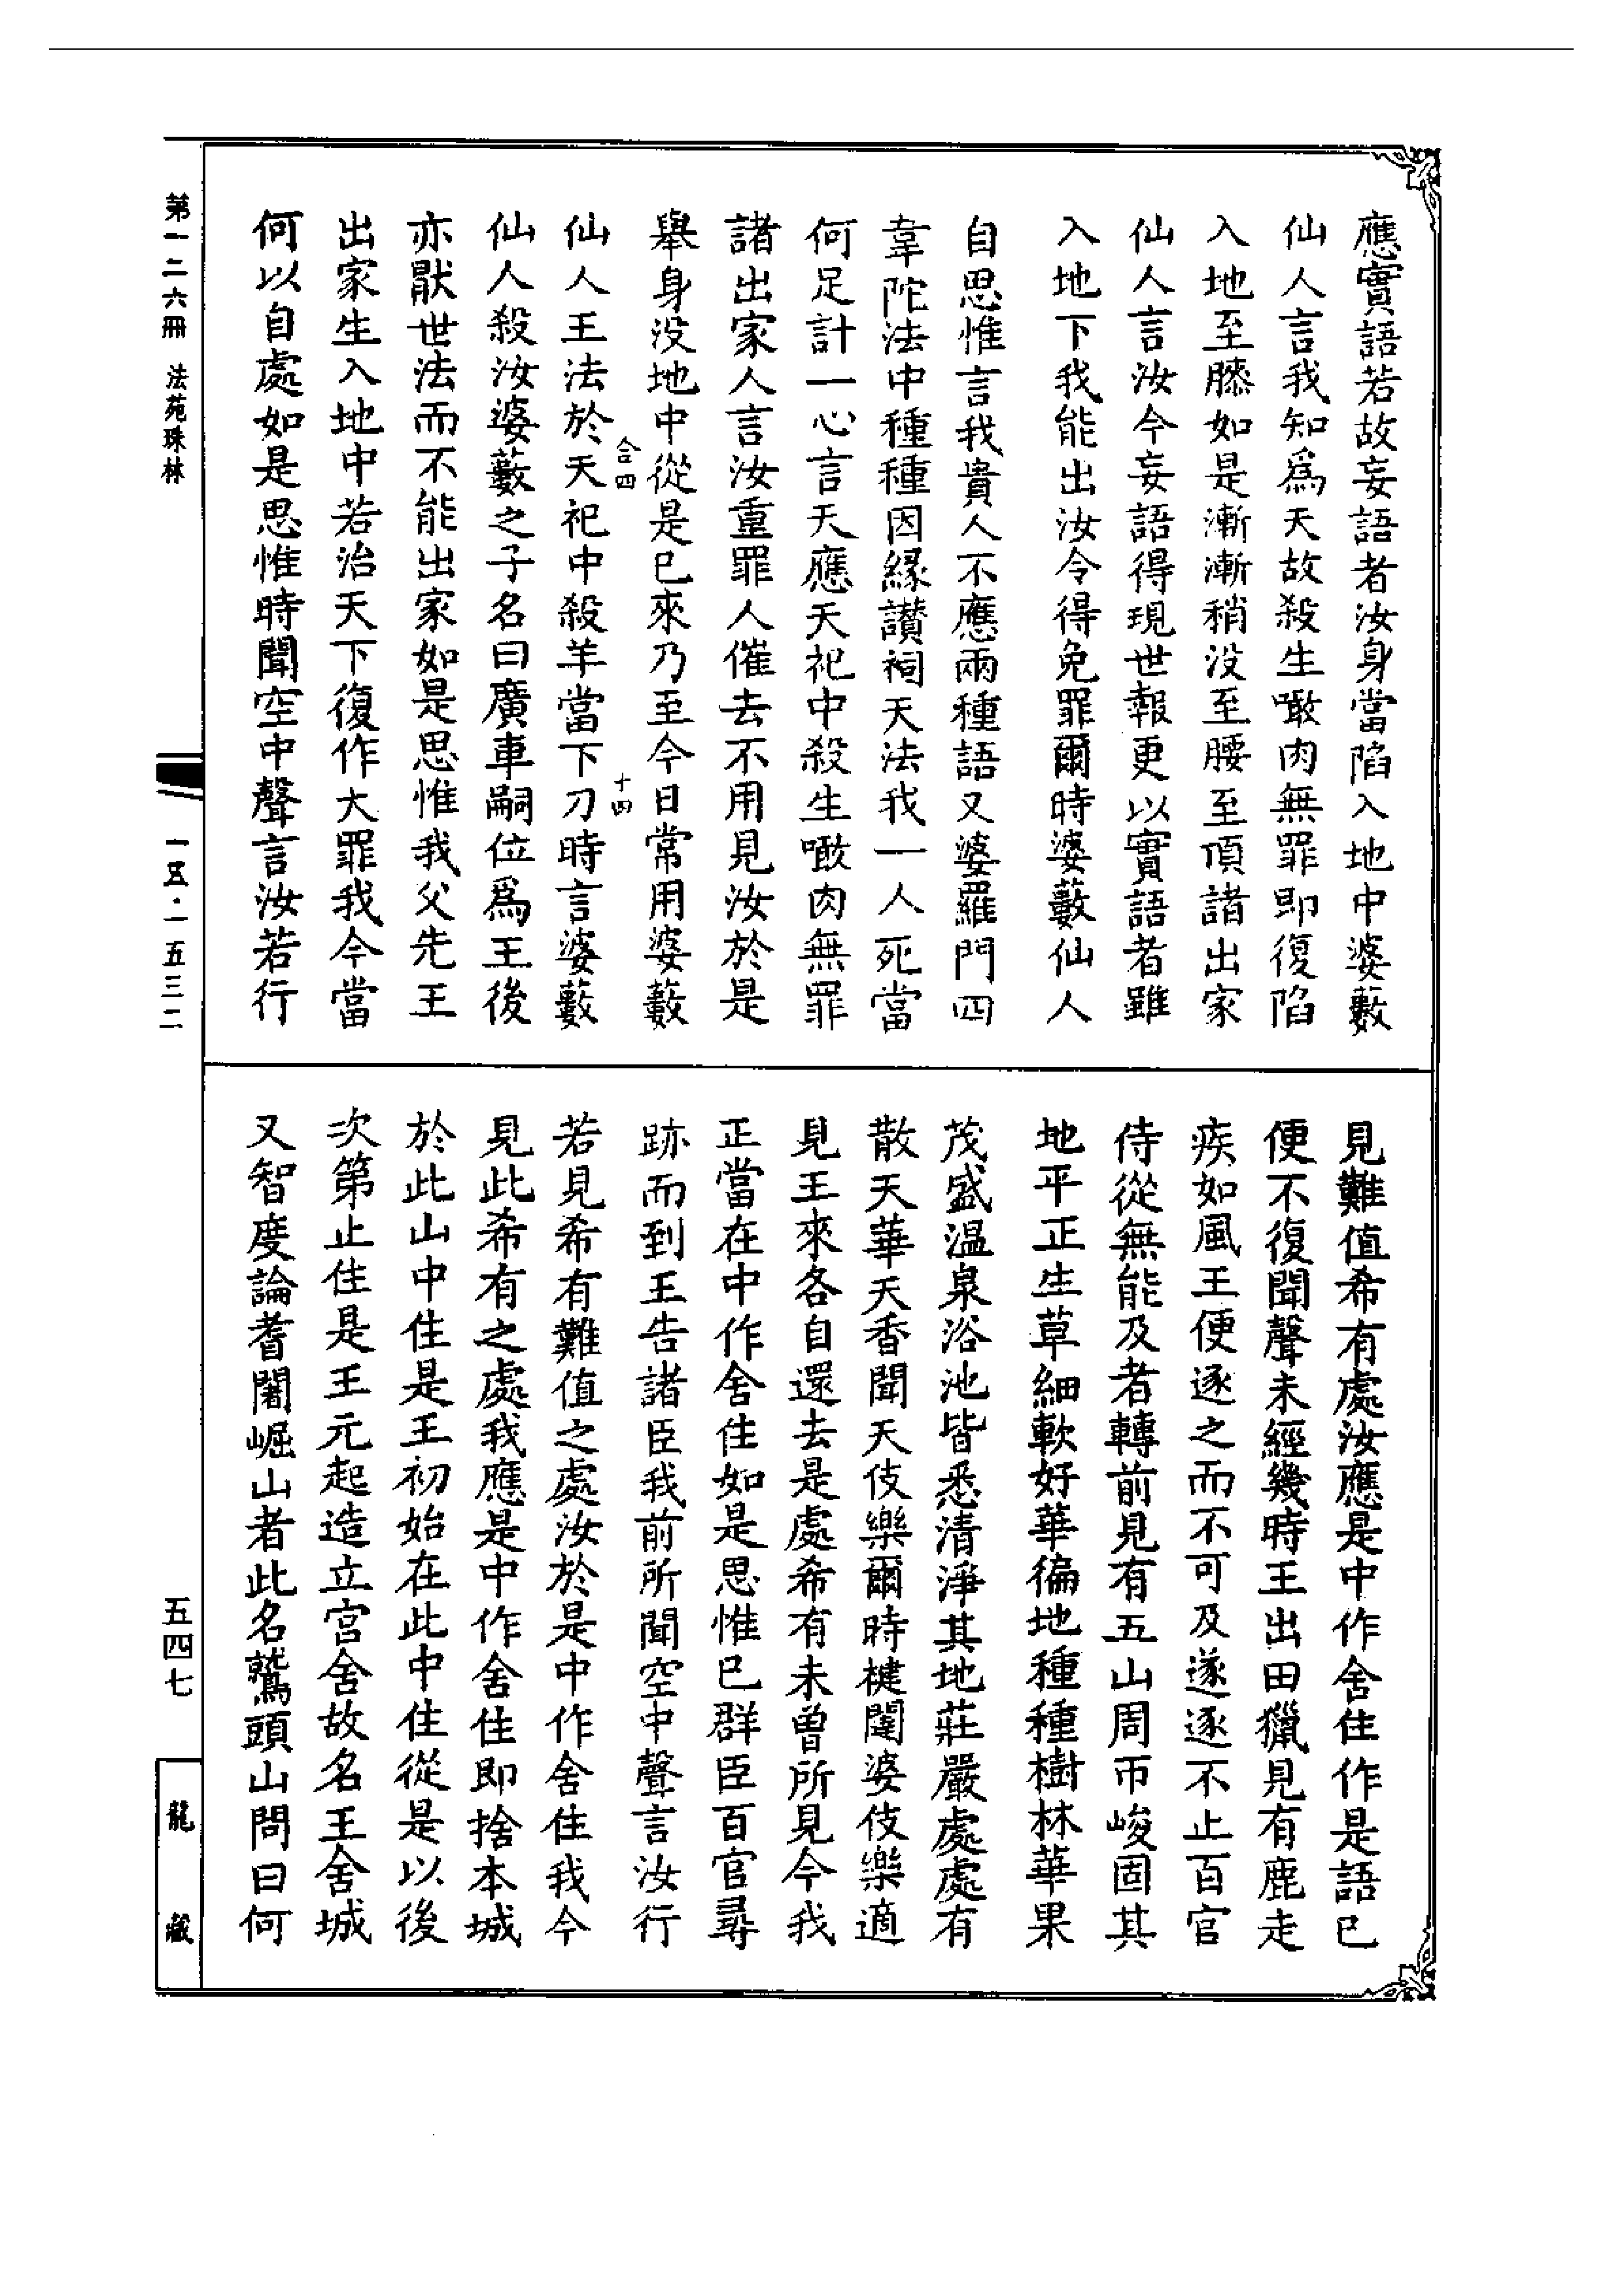 應實語若故妄語者汝身當陷入地中婆藪
仙人言我知爲天故殺生噉肉無罪即復陷
入地至膝如是漸漸稍没至腰至頂諸出家
仙人言汝今妄語得現世報更以實語者雖
入地下我能出汝令得免罪爾時婆藪仙人
自思惟言我貴人不應兩種語又婆羅門四
韋陀法中種種因緣讚祠天法我一人死當
何足計一心言天應天祀中殺生噉肉無罪
諸出家人言汝重罪人催去不用見汝於是
舉身没地中從是已來乃至今日常用婆藪
合四
十四
仙人王法於天祀中殺羊當下刀時言婆藪
仙人殺汝婆藪之子名曰廣車嗣位爲王後
亦猒世法而不能出家如是思惟我父先王
出家生入地中若治天下復作大罪我今當
何以自處如是思惟時聞空中聲言汝若行
見難值希有處汝應是中作舍住作是語已
便不復聞聲未經幾時王出田獵見有鹿走
疾如風王便逐之而不可及遂逐不止百官
侍從無能及者轉前見有五山周帀峻固其
地平正生草細軟好華徧地種種樹林華果
茂盛温泉浴池皆悉清淨其地莊嚴處處有
散天華天香聞天伎樂爾時犍闥婆伎樂適
見王來各自還去是處希有未曾所見今我
正當在中作舍住如是思惟已群臣百官尋
跡而到王告諸臣我前所聞空中聲言汝行
若見希有難值之處汝於是中作舍住我今
見此希有之處我應是中作舍住即捨本城
於此山中住是王初始在此中住從是以後
次第止住是王元起造立宫舍故名王舍城
又智度論耆闍崛山者此名鷲頭山問曰何
第一二六冊 法苑珠林
一五·一五三二
五四七
龍藏